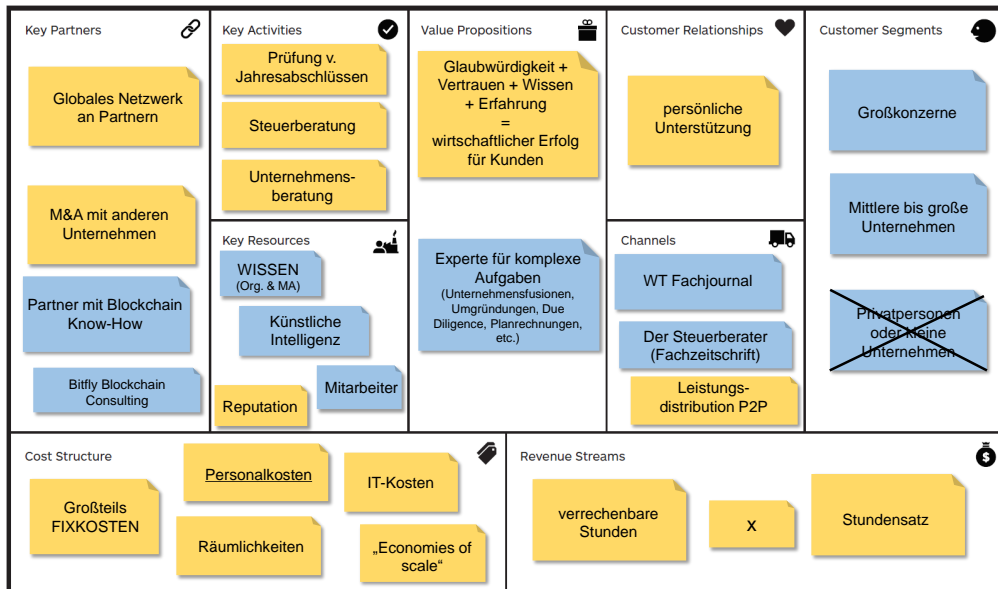 Key Partners
Globales Netzwerk
an Partnern
M&A mit anderen
Unternehmen
Partner mit Blockchain
Know-How
Bitfly Blockchain
Consulting
Key Activities
Prüfung v.
Jahresabschlüssen
Steuerberatung
Unternehmens-
beratung
Key Resources
WISSEN
(Org. & MA)
Künstliche
Intelligenz
Mitarbeiter
Reputation
Value Propositions
Glaubwürdigkeit +
Vertrauen + Wissen
+ Erfahrung
=
wirtschaftlicher Erfolg
für Kunden
Experte für komplexe
Aufgaben
(Unternehmensfusionen,
Umgründungen, Due
Diligence, Planrechnungen,
etc.)
Customer Relationships
persönliche
Unterstützung
Channels
WT Fachjournal
Der Steuerberater
(Fachzeitschrift)
Leistungs-
distribution P2P
Customer Segments
Großkonzerne
Mittlere bis große
Unternehmen
Privatpersonen
oder kleine
Unternehmen
Cost Structure
Großteils
FIXKOSTEN
Personalkosten
Räumlichkeiten
IT-Kosten
„Economies of
scale“
Revenue Streams
verrechenbare
Stunden
X
Stundensatz